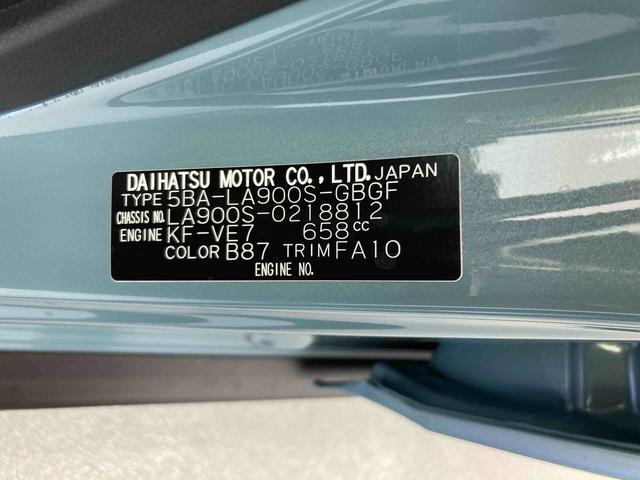 DAIHATSU MOTOR CO., LTD. JAPAN
TYPE 5BA-LA900S-GBGF
CHASSIS NO. LA900S-0218812
ENGINE KF-VE7 658cc
COLOR B87 TRIM FA10
ENGINE NO.